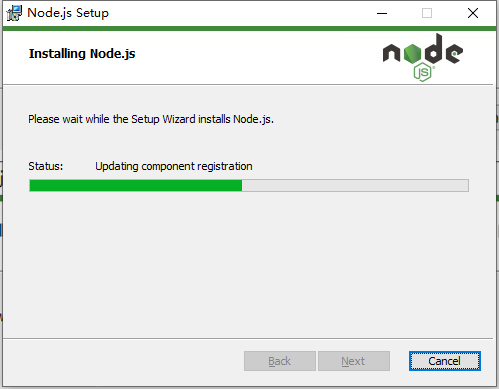 Node.js Setup
Installing Node.js
node
JS
Please wait while the Setup Wizard installs Node.js.
Status: Updating component registration
Back Next Cancel